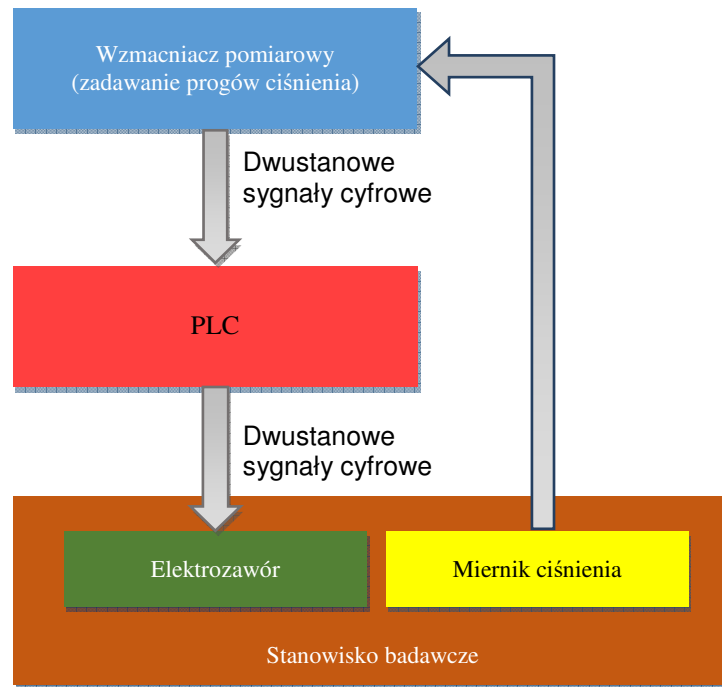 Wzmacniacz pomiarowy
(zadawanie progów ciśnienia)
Dwustanowe
sygnały cyfrowe
PLC
Dwustanowe
sygnały cyfrowe
Elektrozawór
Miernik ciśnienia
Stanowisko badawcze